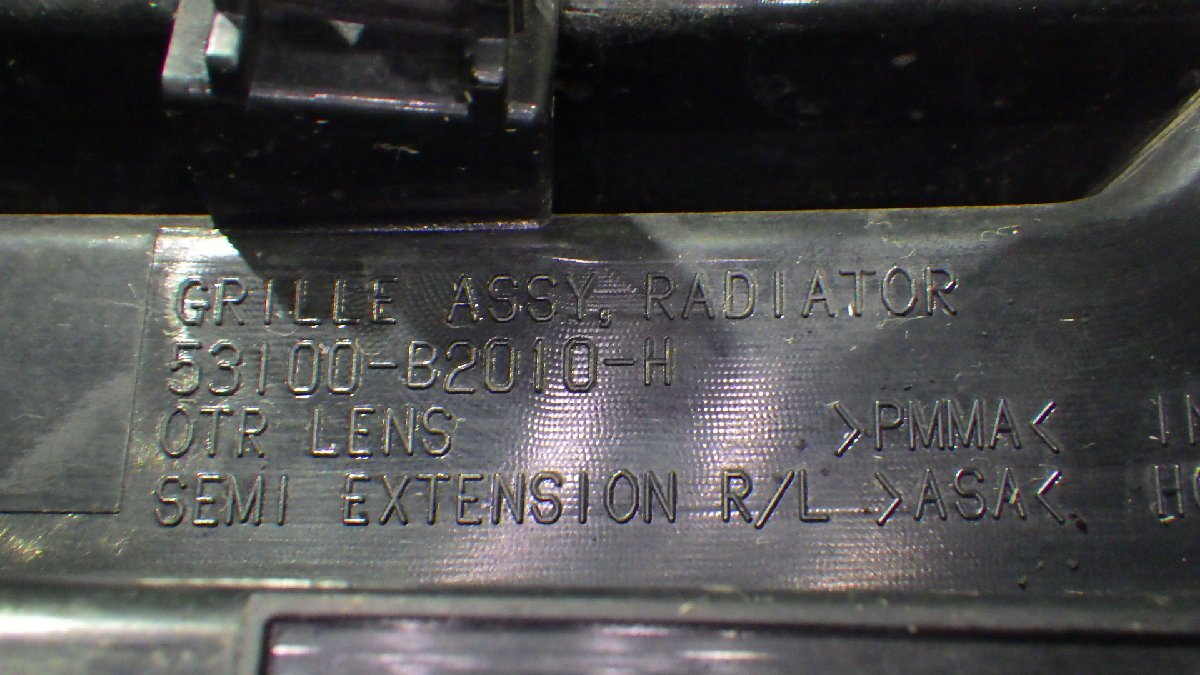 GRILLE ASSY, RADIATOR
53100-B2010-H
OTR LENS >PMMA<
SEMI EXTENSION R/L >ASA<